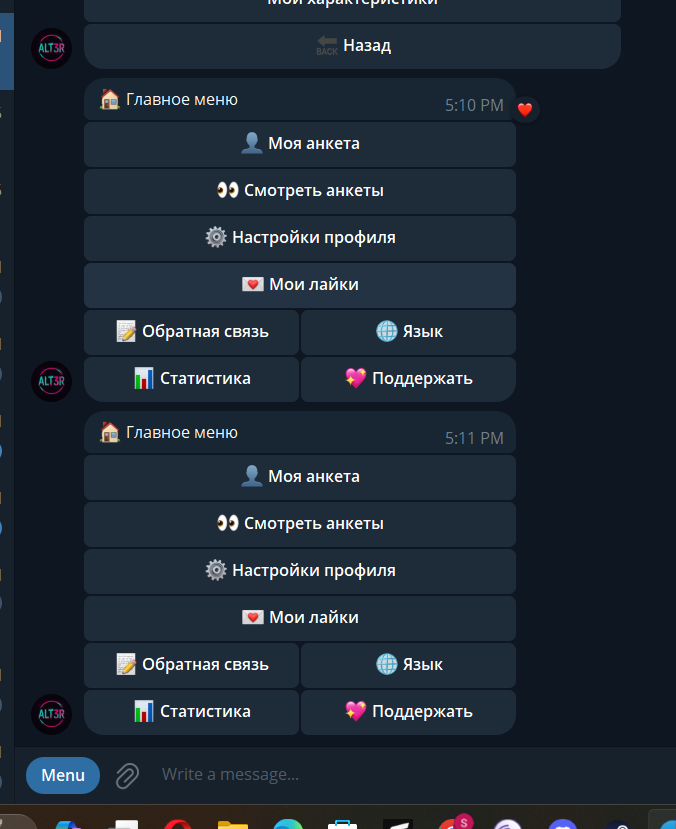 Мои характеристики
BACK Назад
ALT3R
Главное меню
5:10 PM
Моя анкета
Смотреть анкеты
Настройки профиля
Мои лайки
Обратная связь
Язык
Статистика
Поддержать
ALT3R
Главное меню
5:11 PM
Моя анкета
Смотреть анкеты
Настройки профиля
Мои лайки
Обратная связь
Язык
Статистика
Поддержать
ALT3R
Menu
Write a message...
S